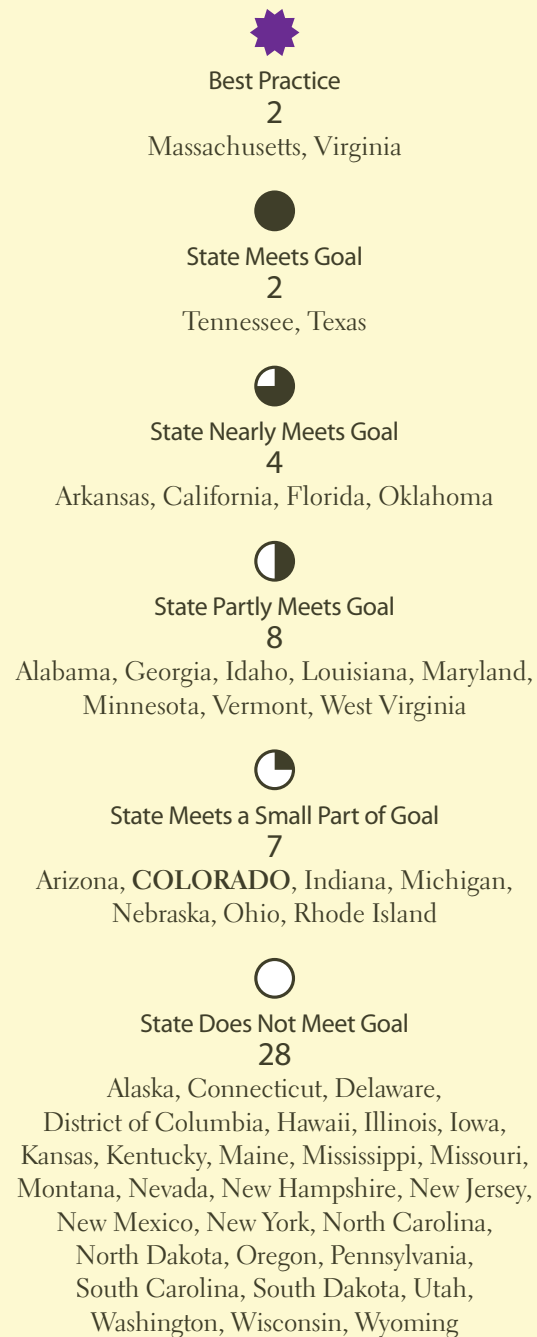 Best Practice
2
Massachusetts, Virginia
State Meets Goal
2
Tennessee, Texas
State Nearly Meets Goal
4
Arkansas, California, Florida, Oklahoma
State Partly Meets Goal
8
Alabama, Georgia, Idaho, Louisiana, Maryland,
Minnesota, Vermont, West Virginia
State Meets a Small Part of Goal
7
Arizona, COLORADO, Indiana, Michigan,
Nebraska, Ohio, Rhode Island
State Does Not Meet Goal
28
Alaska, Connecticut, Delaware,
District of Columbia, Hawaii, Illinois, Iowa,
Kansas, Kentucky, Maine, Mississippi, Missouri,
Montana, Nevada, New Hampshire, New Jersey,
New Mexico, New York, North Carolina,
North Dakota, Oregon, Pennsylvania,
South Carolina, South Dakota, Utah,
Washington, Wisconsin, Wyoming